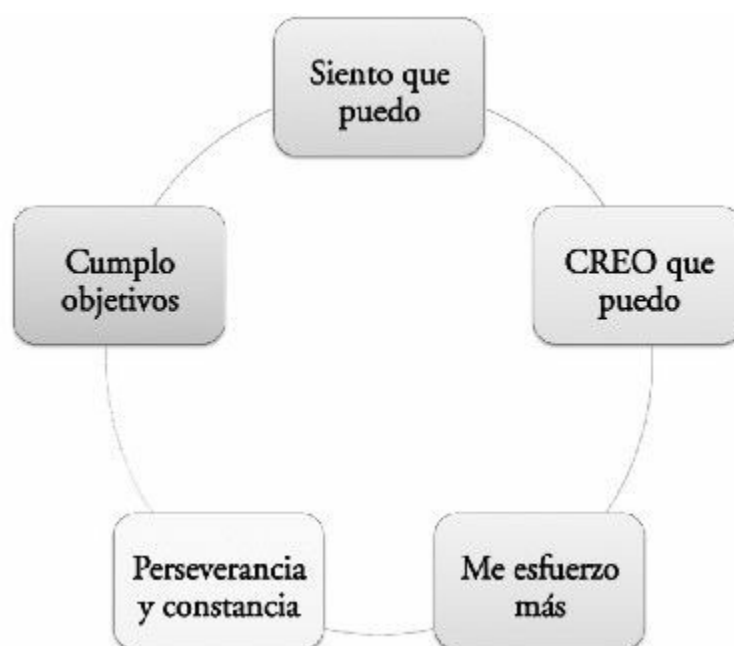 Siento que
puedo
CREO que
puedo
Me esfuerzo
más
Perseverancia
y constancia
Cumplo
objetivos